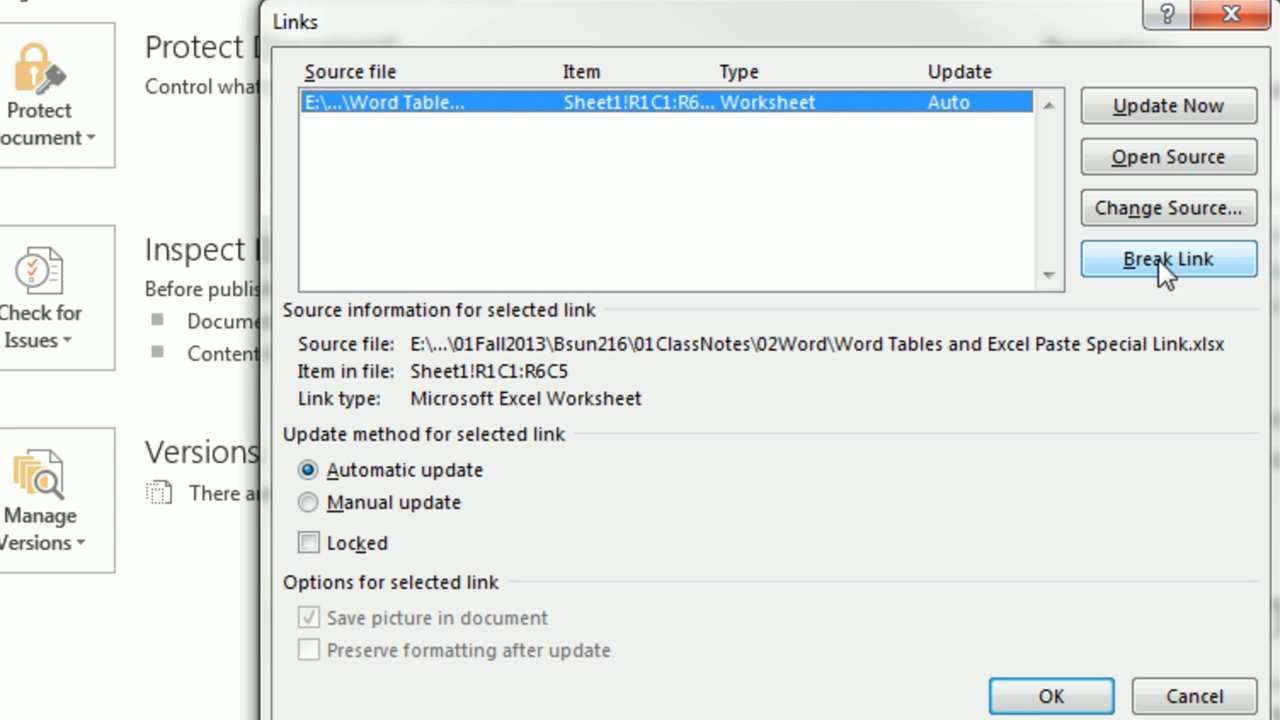 Links
Protect
Control what
Source file Item Type Update
E:\...\Word Table... Sheet1!R1C1:R6... Worksheet Auto
Update Now
Open Source
Change Source...
Break Link
Protect
ocument
Inspect
Before publis
Docume
Content
Check for
Issues
Source information for selected link
Source file: E:\...\01Fall2013\Bsun216\01ClassNotes\02Word\Word Tables and Excel Paste Special Link.xlsx
Item in file: Sheet1!R1C1:R6C5
Link type: Microsoft Excel Worksheet
Update method for selected link
Automatic update
Manual update
Locked
Versions
There a
Manage
Versions
Options for selected link
Save picture in document
Preserve formatting after update
OK Cancel